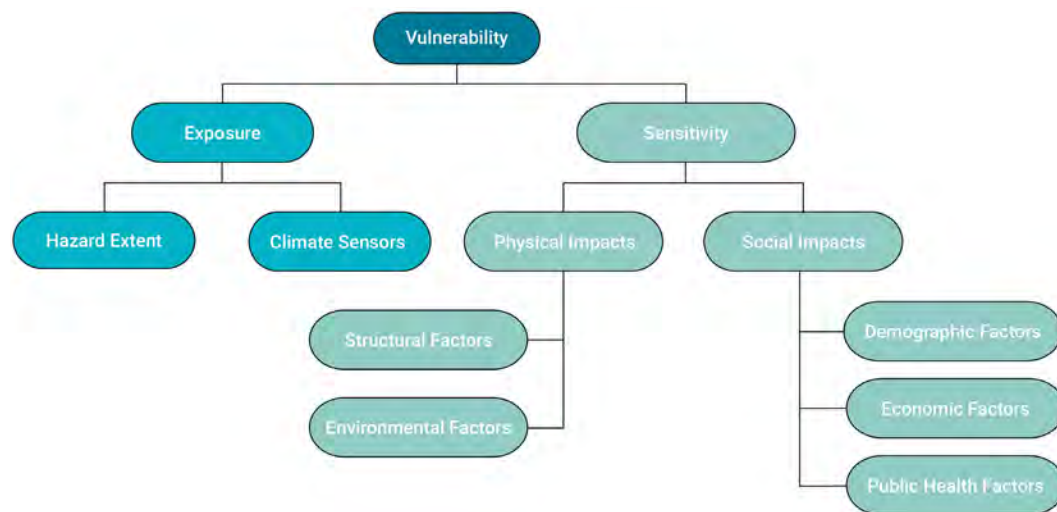 Vulnerability
Exposure
Sensitivity
Hazard Extent
Climate Sensors
Physical Impacts
Social Impacts
Structural Factors
Demographic Factors
Environmental Factors
Economic Factors
Public Health Factors